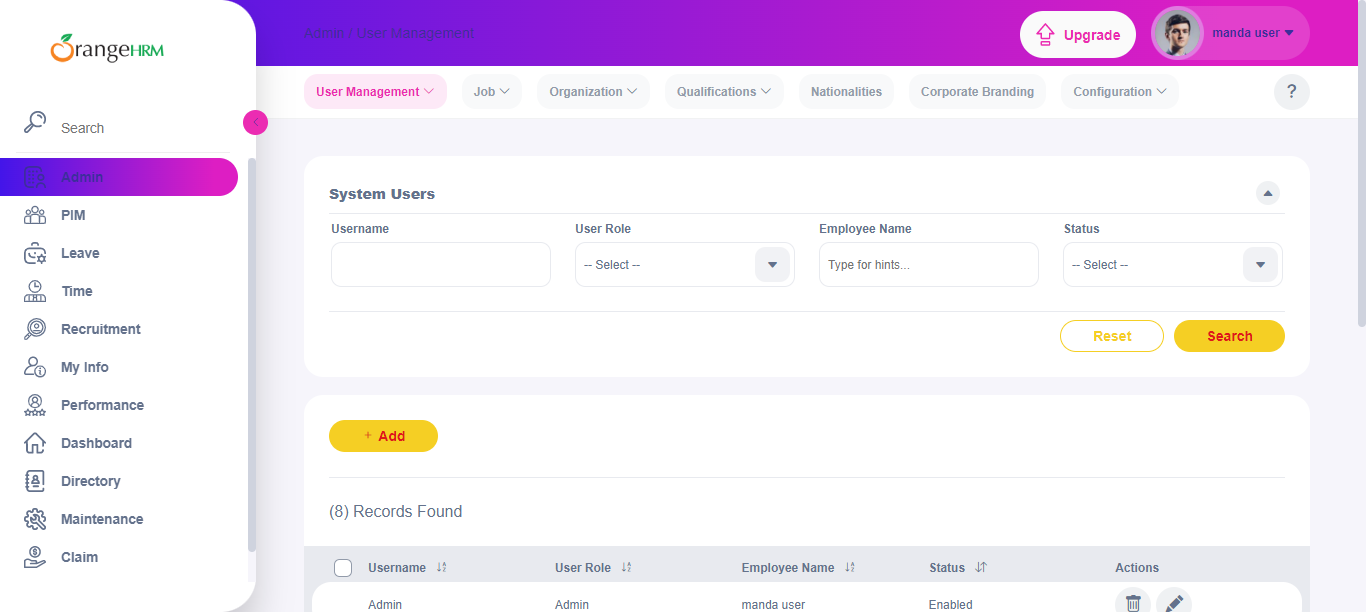 OrangeHRM
Search
Admin
PIM
Leave
Time
Recruitment
My Info
Performance
Dashboard
Directory
Maintenance
Claim
Admin / User Management
Upgrade
manda user
User Management
Job
Organization
Qualifications
Nationalities
Corporate Branding
Configuration
?
System Users
Username
User Role
Employee Name
Status
-- Select --
Type for hints...
-- Select --
Reset
Search
+ Add
(8) Records Found
Username
User Role
Employee Name
Status
Actions
Admin
Admin
manda user
Enabled